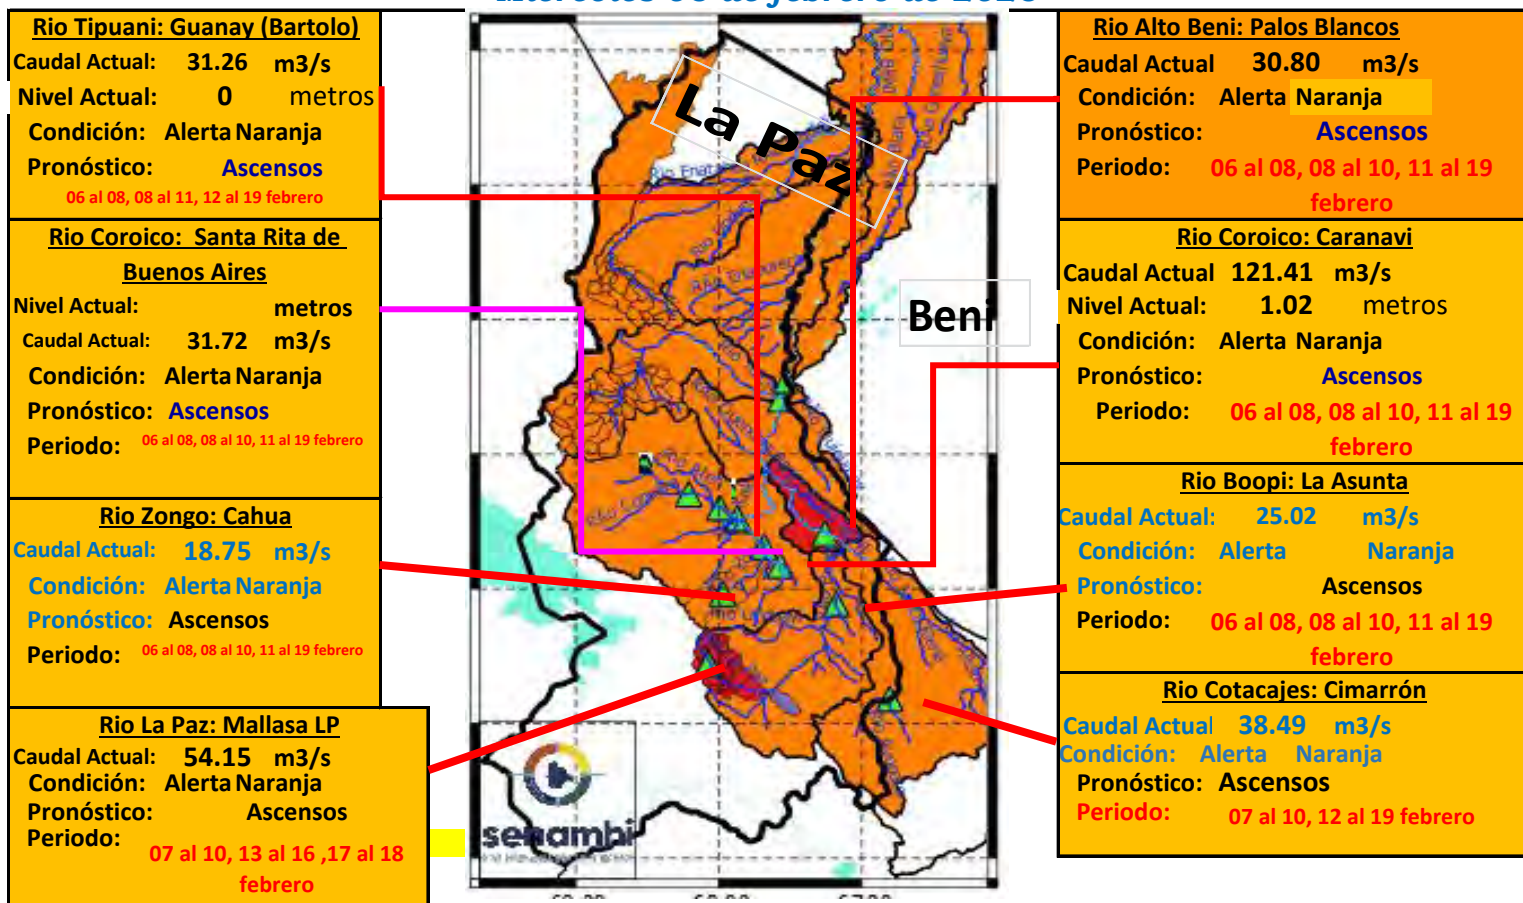 Rio Tipuani: Guanay (Bartolo)
Caudal Actual: 31.26 m3/s
Nivel Actual: 0 metros
Condición: Alerta Naranja
Pronóstico: Ascensos
06 al 08, 08 al 11, 12 al 19 febrero
Rio Coroico: Santa Rita de
Buenos Aires
Nivel Actual: metros
Caudal Actual: 31.72 m3/s
Condición: Alerta Naranja
Pronóstico: Ascensos
Periodo: 06 al 08, 08 al 10, 11 al 19 febrero
Rio Zongo: Cahua
Caudal Actual: 18.75 m3/s
Condición: Alerta Naranja
Pronóstico: Ascensos
Periodo: 06 al 08, 08 al 10, 11 al 19 febrero
Rio La Paz: Mallasa LP
Caudal Actual: 54.15 m3/s
Condición: Alerta Naranja
Pronóstico: Ascensos
Periodo:
07 al 10, 13 al 16 ,17 al 18
febrero
La Paz
Beni
senamhi
Rio Alto Beni: Palos Blancos
Caudal Actual 30.80 m3/s
Condición: Alerta Naranja
Pronóstico: Ascensos
Periodo: 06 al 08, 08 al 10, 11 al 19
febrero
Rio Coroico: Caranavi
Caudal Actual 121.41 m3/s
Nivel Actual: 1.02 metros
Condición: Alerta Naranja
Pronóstico: Ascensos
Periodo: 06 al 08, 08 al 10, 11 al 19
febrero
Rio Boopi: La Asunta
Caudal Actual: 25.02 m3/s
Condición: Alerta Naranja
Pronóstico: Ascensos
Periodo: 06 al 08, 08 al 10, 11 al 19
febrero
Rio Cotacajes: Cimarrón
Caudal Actual 38.49 m3/s
Condición: Alerta Naranja
Pronóstico: Ascensos
Periodo: 07 al 10, 12 al 19 febrero